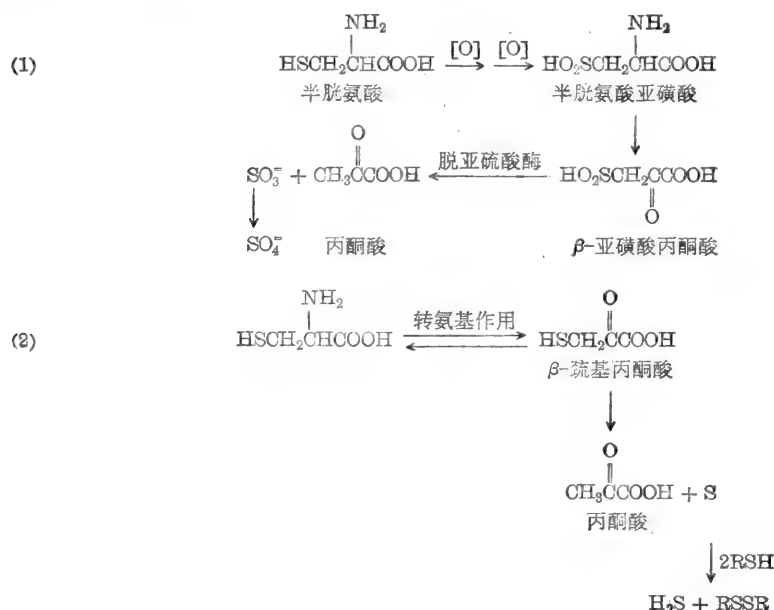 NH₂
(1) HSCH₂CHCOOH [O] [O] HO₂SCH₂CHCOOH
NH₂
半胱氨酸 半胱氨酸亚磺酸
O
SO₃⁼ + CH₃CCOOH 脱亚硫酸酶 HO₂SCH₂CCOOH
O
SO₄⁼ 丙酮酸 β-亚磺酸丙酮酸
NH₂ O
(2) HSCH₂CHCOOH 转氨基作用 HSCH₂CCOOH
β-巯基丙酮酸
O
CH₃CCOOH + S
丙酮酸
2RSH
H₂S + RSSR